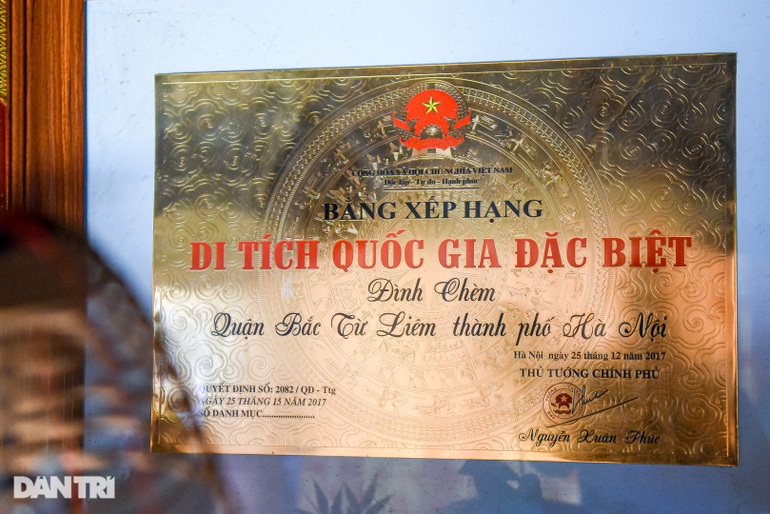 CỘNG HÒA XÃ HỘI CHỦ NGHĨA VIỆT NAM
Độc lập - Tự do - Hạnh phúc
BẰNG XẾP HẠNG
DI TÍCH QUỐC GIA ĐẶC BIỆT
Đình Chèm
Quận Bắc Từ Liêm thành phố Hà Nội
Hà Nội ngày 25 tháng 12 năm 2017
THỦ TƯỚNG CHÍNH PHỦ
QUYẾT ĐỊNH SỐ: 2082 / QĐ - Ttg
NGÀY 25 THÁNG 15 NĂM 2017
SỐ DANH MỤC......................
Nguyễn Xuân Phúc
DÂN TRÍ